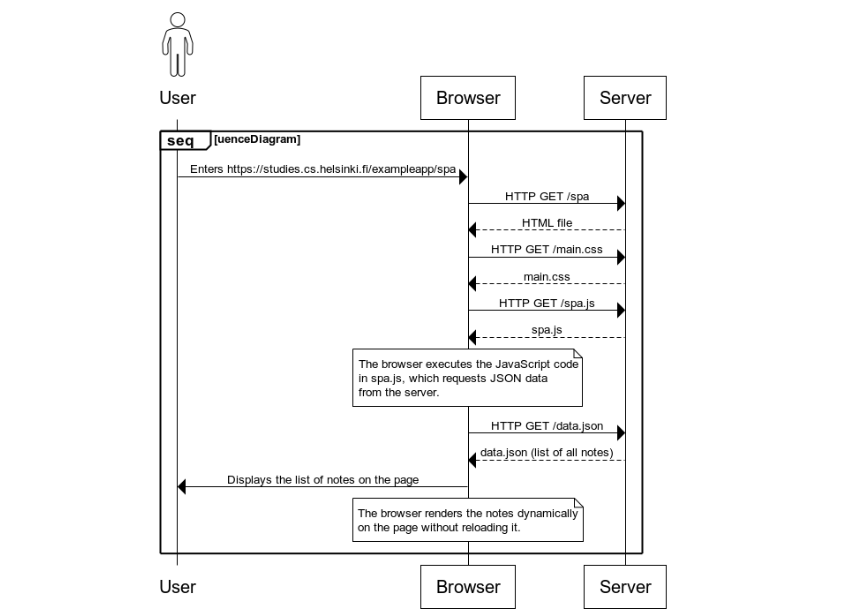 User
Browser
Server
seq [uenceDiagram]
Enters https://studies.cs.helsinki.fi/exampleapp/spa
HTTP GET /spa
HTML file
HTTP GET /main.css
main.css
HTTP GET /spa.js
spa.js
The browser executes the JavaScript code
in spa.js, which requests JSON data
from the server.
HTTP GET /data.json
data.json (list of all notes)
Displays the list of notes on the page
The browser renders the notes dynamically
on the page without reloading it.
User
Browser
Server